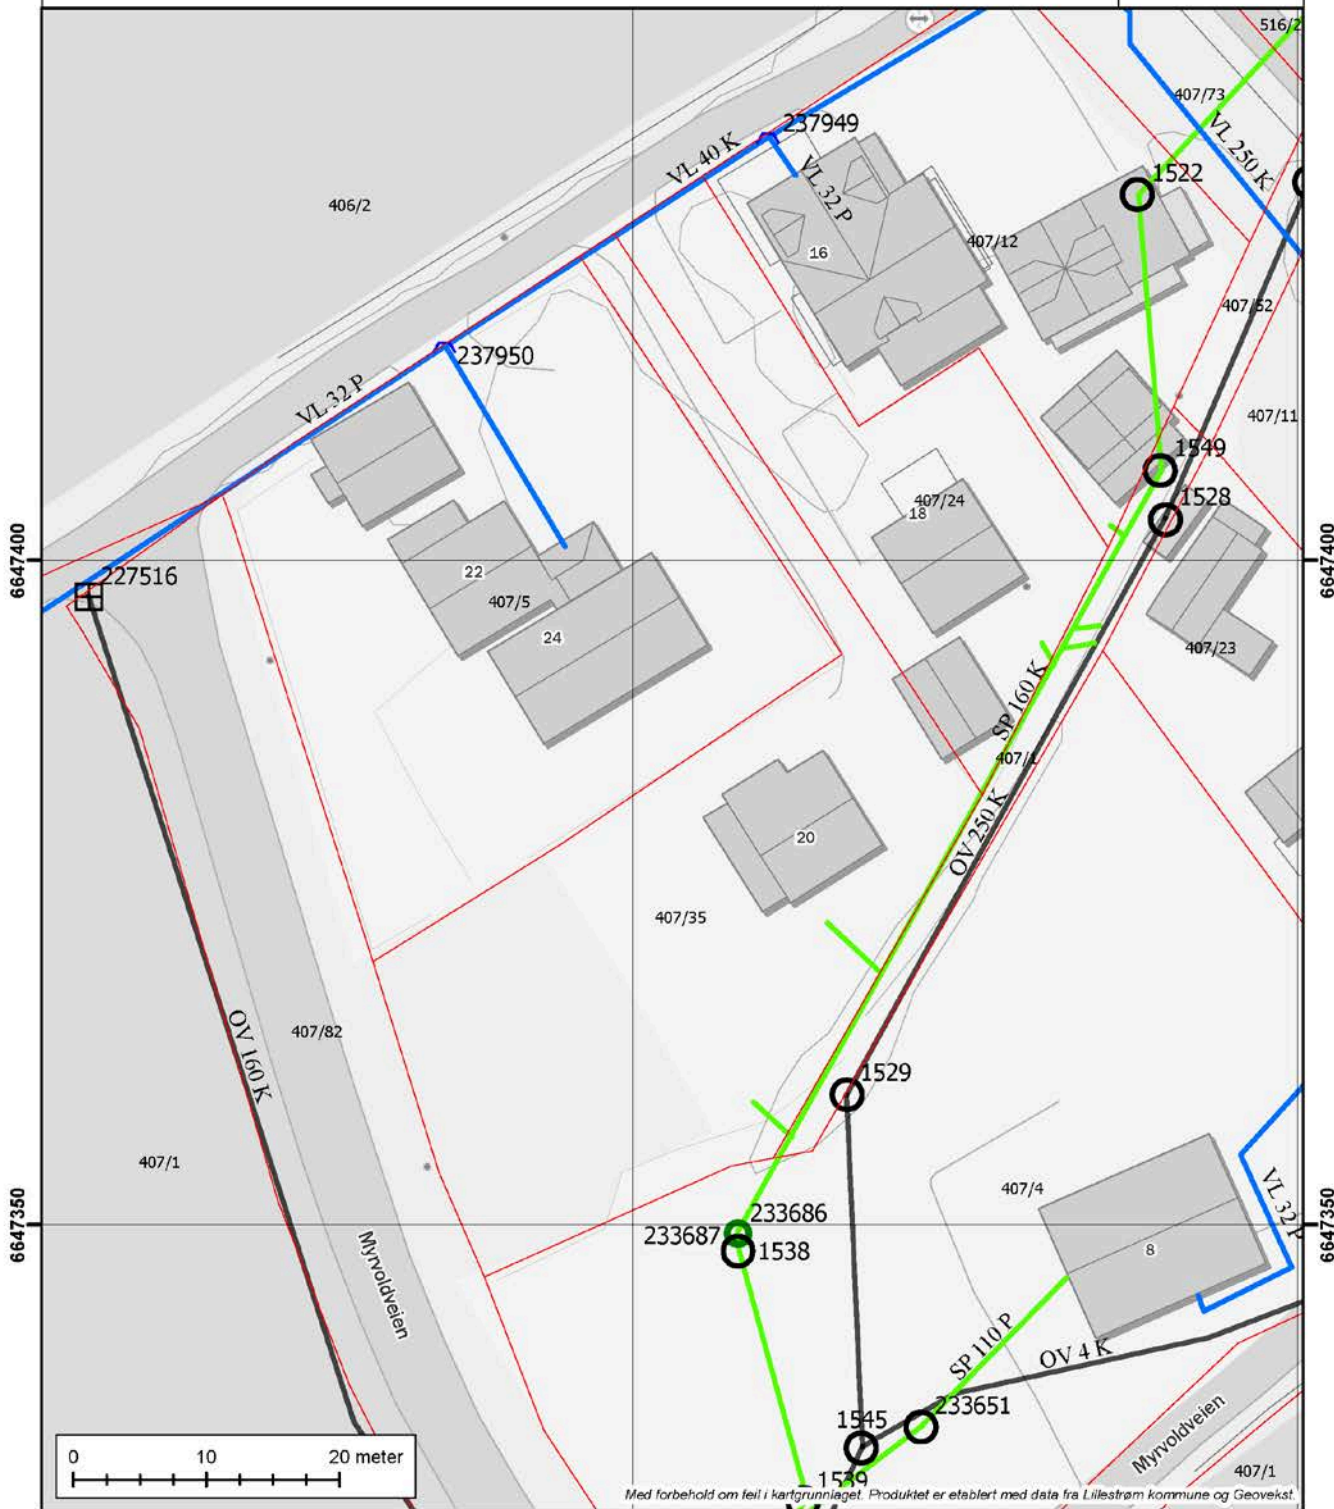 516/2
407/73
237949
VL 250 K
VL 40 K
VL 32 P
1522
406/2
407/12
16
407/52
237950
VL 32 P
407/11
1549
407/24
18
1528
6647400
6647400
227516
22
407/5
24
407/23
SP 160 K
407/1
OV 250 K
20
407/35
OV 160 K
407/82
1529
407/1
407/4
VL 32 P
233686
233687
1538
6647350
6647350
8
Myrvoldveien
SP 110 P
OV 4 K
233651
1545
Myrvoldveien
0 10 20 meter
1539
407/1
Med forbehold om feil i kartgrunnlaget. Produktet er etablert med data fra Lillestrøm kommune og Geovekst.